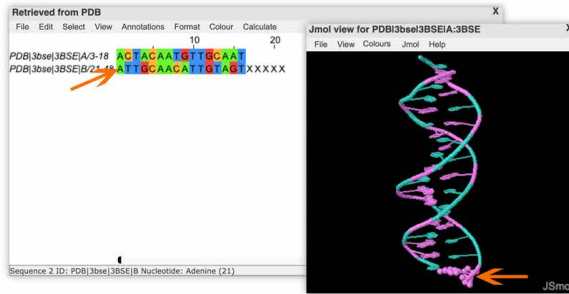 Retrieved from PDB X
File Edit Select View Annotations Format Colour Calculate
10 20
PDB|3bse|3BSE|A/3-18 ACTACAATGTTGCAAT
PDB|3bse|3BSE|B/21-48 ATTGCAACATTGTAGTXXXXX
Sequence 2 ID: PDB|3bse|3BSE|B Nucleotide: Adenine (21)
Jmol view for PDB|3bse|3BSE|A:3BSE X
File View Colours Jmol Help
JSmo